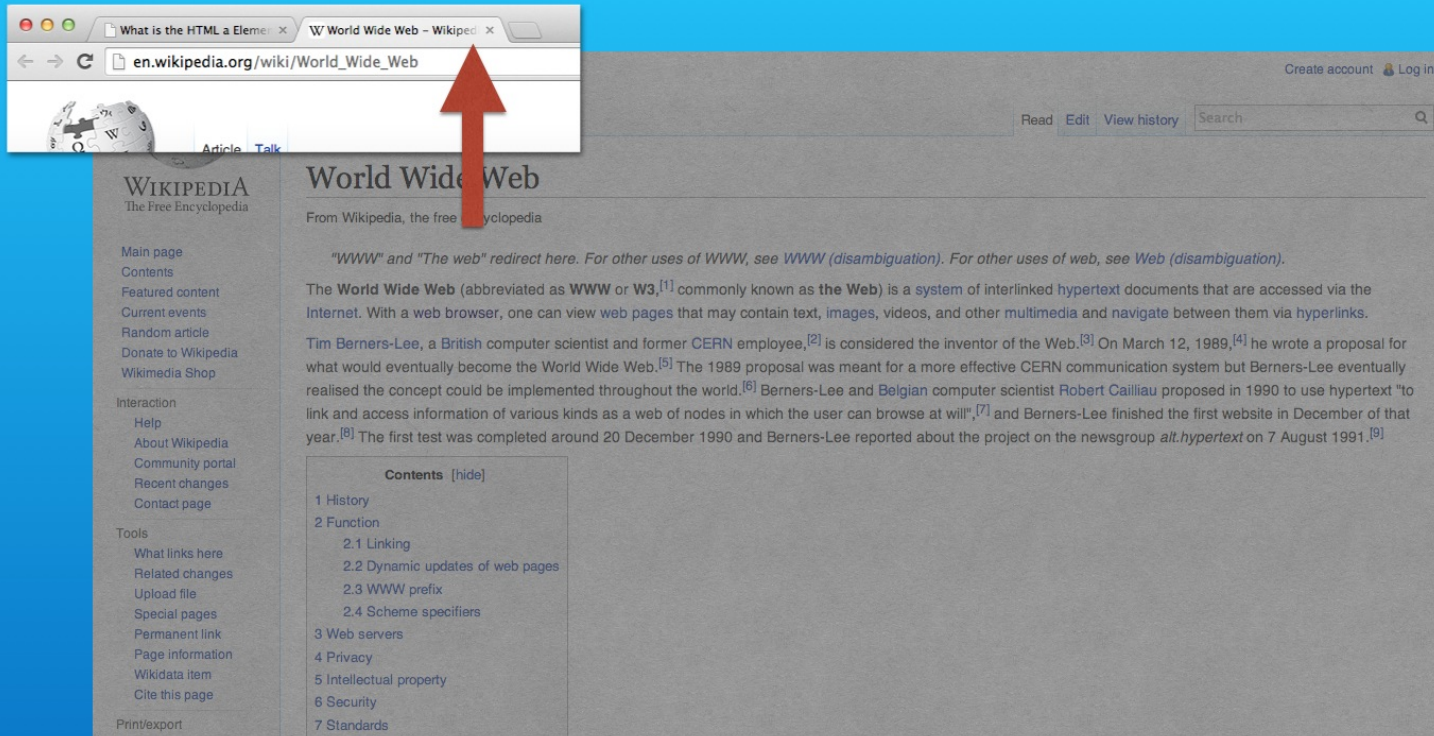 What is the HTML a Elemer
World Wide Web – Wikiped
en.wikipedia.org/wiki/World_Wide_Web
Article Talk
Create account Log in
Read Edit View history Search
WIKIPEDIA
The Free Encyclopedia
Main page
Contents
Featured content
Current events
Random article
Donate to Wikipedia
Wikimedia Shop
Interaction
Help
About Wikipedia
Community portal
Recent changes
Contact page
Tools
What links here
Related changes
Upload file
Special pages
Permanent link
Page information
Wikidata item
Cite this page
Print/export
World Wide Web
From Wikipedia, the free yclopedia
"WWW" and "The web" redirect here. For other uses of WWW, see WWW (disambiguation). For other uses of web, see Web (disambiguation).
The World Wide Web (abbreviated as WWW or W3,[1] commonly known as the Web) is a system of interlinked hypertext documents that are accessed via the
Internet. With a web browser, one can view web pages that may contain text, images, videos, and other multimedia and navigate between them via hyperlinks.
Tim Berners-Lee, a British computer scientist and former CERN employee,[2] is considered the inventor of the Web.[3] On March 12, 1989,[4] he wrote a proposal for
what would eventually become the World Wide Web.[5] The 1989 proposal was meant for a more effective CERN communication system but Berners-Lee eventually
realised the concept could be implemented throughout the world.[6] Berners-Lee and Belgian computer scientist Robert Cailliau proposed in 1990 to use hypertext "to
link and access information of various kinds as a web of nodes in which the user can browse at will",[7] and Berners-Lee finished the first website in December of that
year.[8] The first test was completed around 20 December 1990 and Berners-Lee reported about the project on the newsgroup alt.hypertext on 7 August 1991.[9]
Contents [hide]
1 History
2 Function
2.1 Linking
2.2 Dynamic updates of web pages
2.3 WWW prefix
2.4 Scheme specifiers
3 Web servers
4 Privacy
5 Intellectual property
6 Security
7 Standards